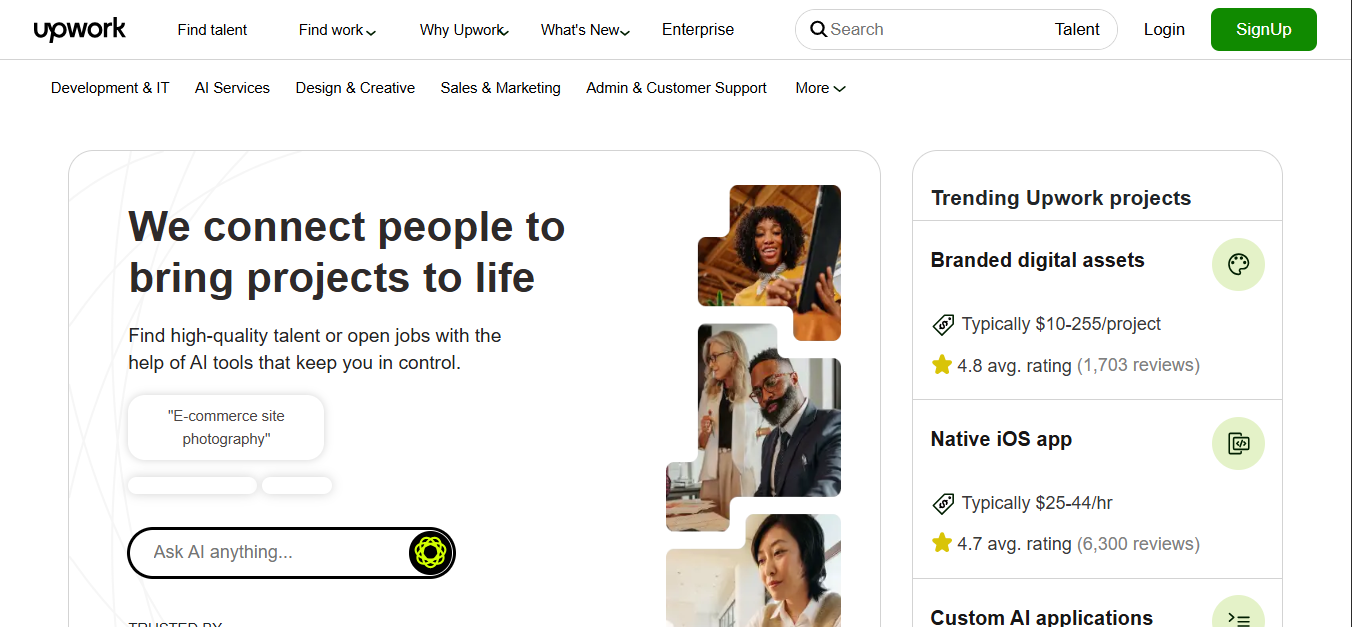 upwork
Find talent
Find work
Why Upwork
What's New
Enterprise
Search
Talent
Login
SignUp
Development & IT
AI Services
Design & Creative
Sales & Marketing
Admin & Customer Support
More
We connect people to
bring projects to life
Find high-quality talent or open jobs with the
help of AI tools that keep you in control.
"E-commerce site
photography"
Ask AI anything...
TRUSTED BY
Trending Upwork projects
Branded digital assets
Typically $10-255/project
4.8 avg. rating (1,703 reviews)
Native iOS app
Typically $25-44/hr
4.7 avg. rating (6,300 reviews)
Custom AI applications